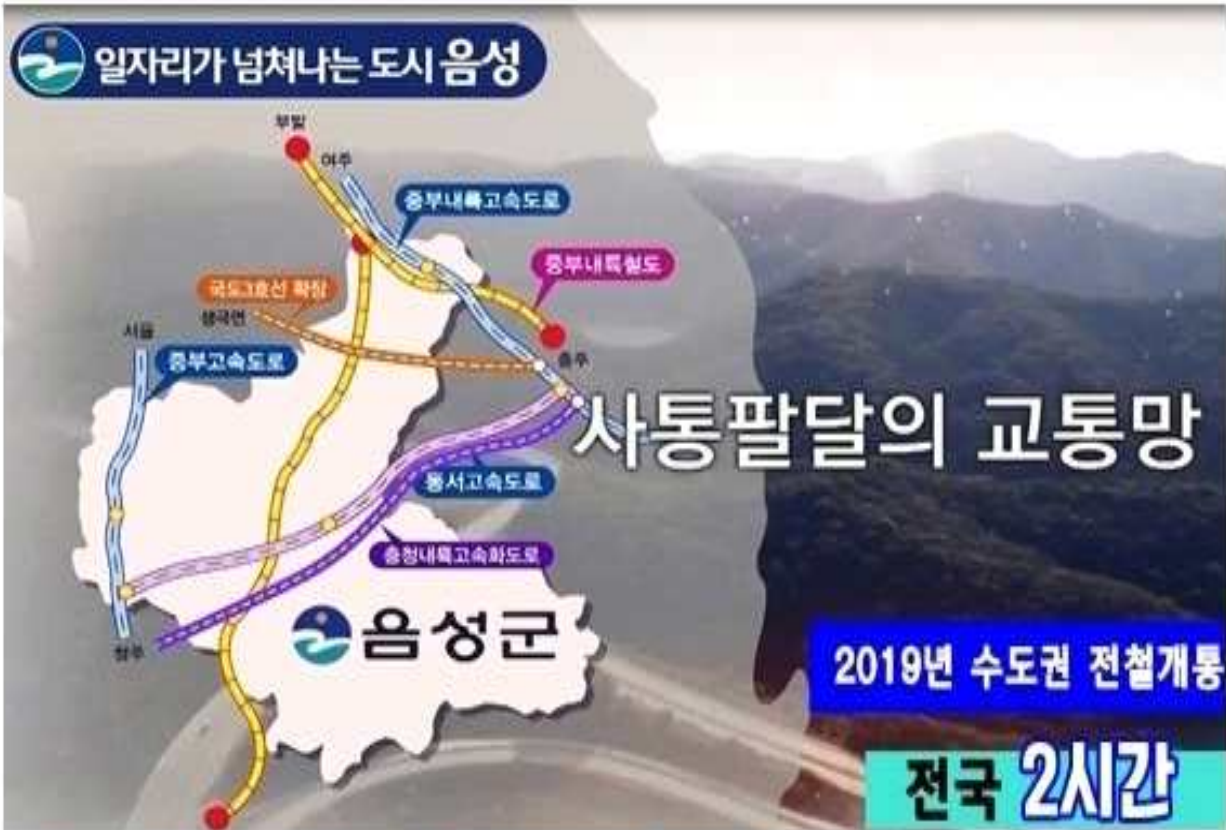 일자리가 넘쳐나는 도시 음성
부발
여주
중부내륙고속도로
중부내륙철도
국도3호선 확장
생극면
서울
중부고속도로
충주
사통팔달의 교통망
동서고속도로
충청내륙고속화도로
음성군
청주
2019년 수도권 전철개통
전국 2시간